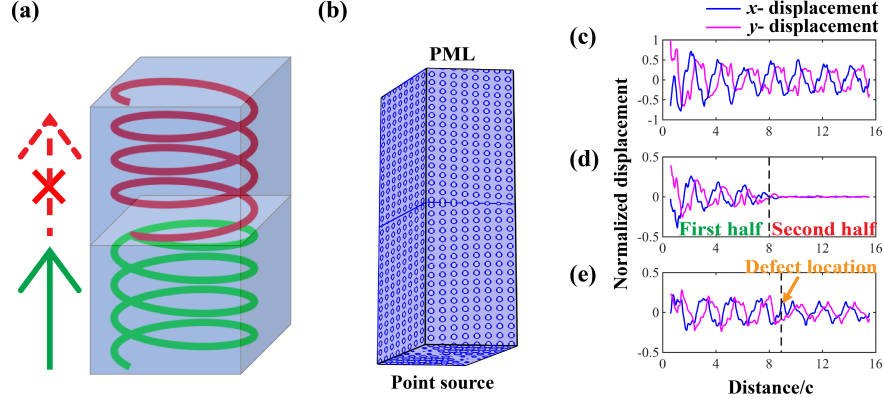 (a)
(b)
PML
Point source
x- displacement
y- displacement
(c)
1
0.5
0
-0.5
-1
0 4 8 12 16
Normalized displacement
(d)
0.5
0
-0.5
First half Second half
0 4 8 12 16
(e)
Defect location
0.5
0
-0.5
0 4 8 12 16
Distance/c